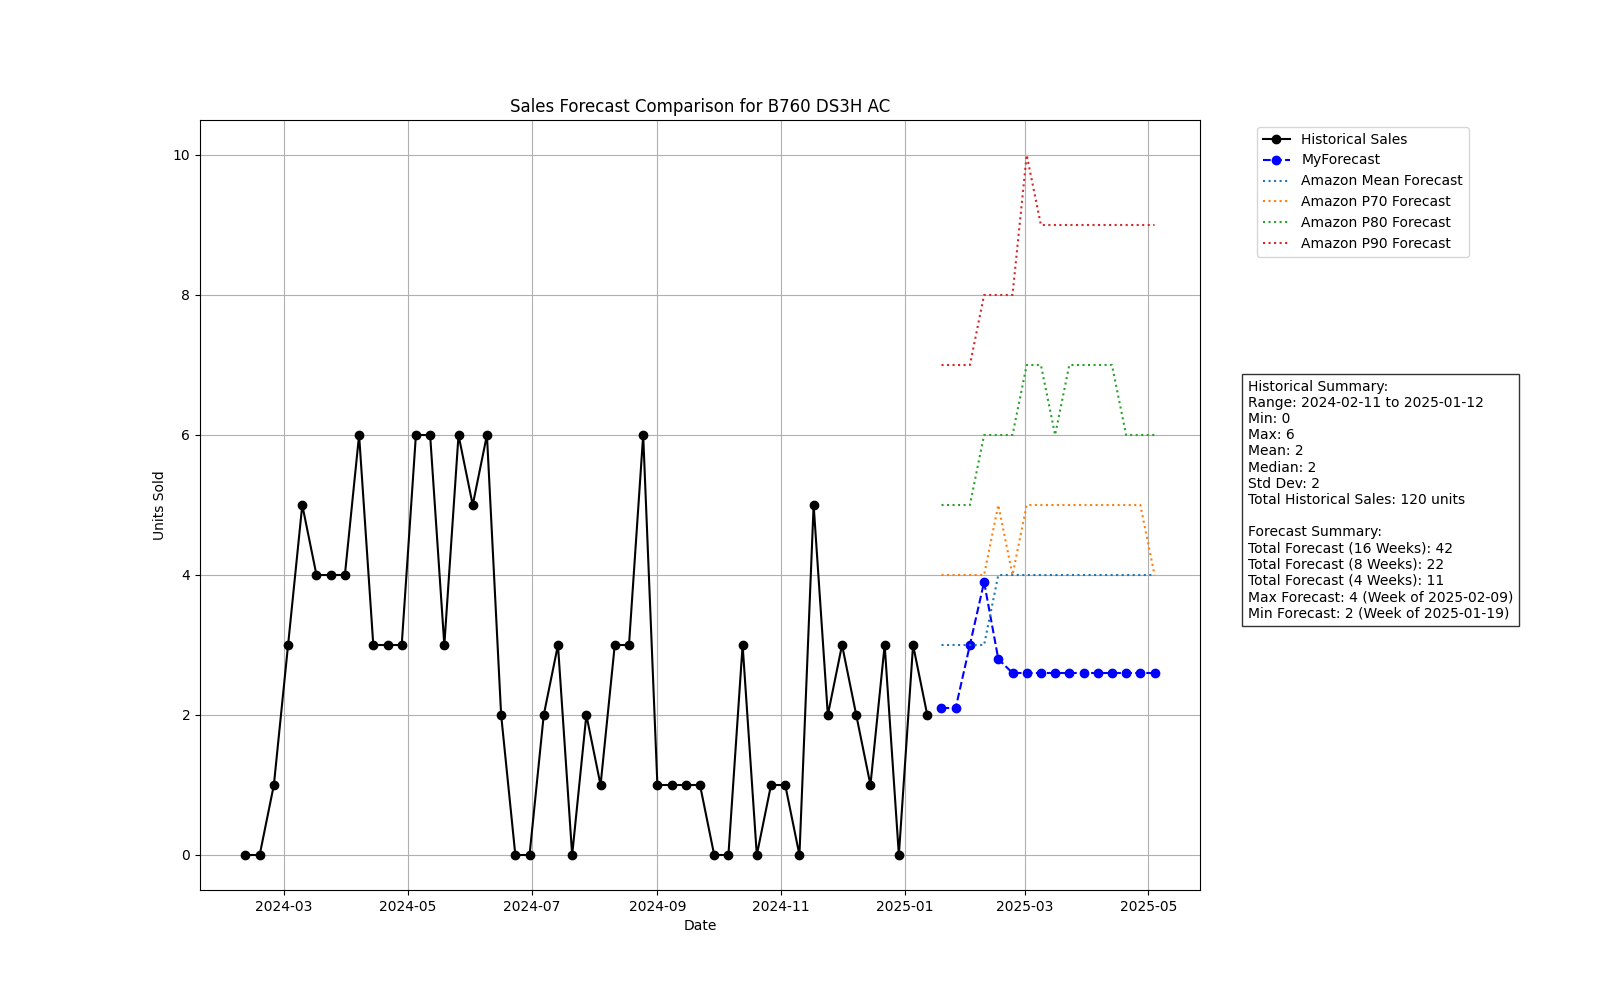 Sales Forecast Comparison for B760 DS3H AC
Units Sold
10
8
6
4
2
0
2024-03
2024-05
2024-07
2024-09
2024-11
2025-01
2025-03
2025-05
Date
Historical Sales
MyForecast
Amazon Mean Forecast
Amazon P70 Forecast
Amazon P80 Forecast
Amazon P90 Forecast
Historical Summary:
Range: 2024-02-11 to 2025-01-12
Min: 0
Max: 6
Mean: 2
Median: 2
Std Dev: 2
Total Historical Sales: 120 units
Forecast Summary:
Total Forecast (16 Weeks): 42
Total Forecast (8 Weeks): 22
Total Forecast (4 Weeks): 11
Max Forecast: 4 (Week of 2025-02-09)
Min Forecast: 2 (Week of 2025-01-19)